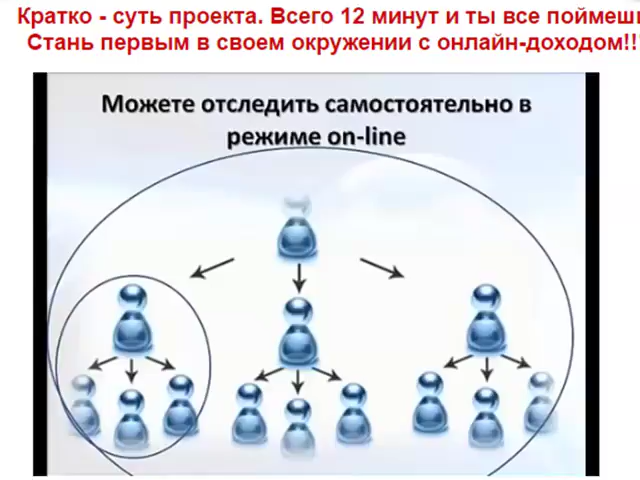 Кратко - суть проекта. Всего 12 минут и ты все поймеш
Стань первым в своем окружении с онлайн-доходом!!!
Можете отследить самостоятельно в
режиме on-line